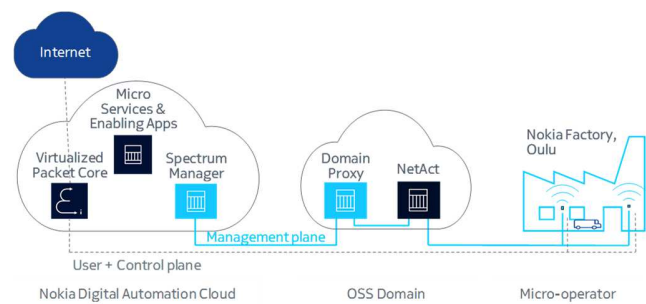 Internet
Micro
Services &
Enabling Apps
Virtualized
Packet Core
Spectrum
Manager
Domain
Proxy
NetAct
Nokia Factory,
Oulu
Management plane
User + Control plane
Nokia Digital Automation Cloud
OSS Domain
Micro-operator